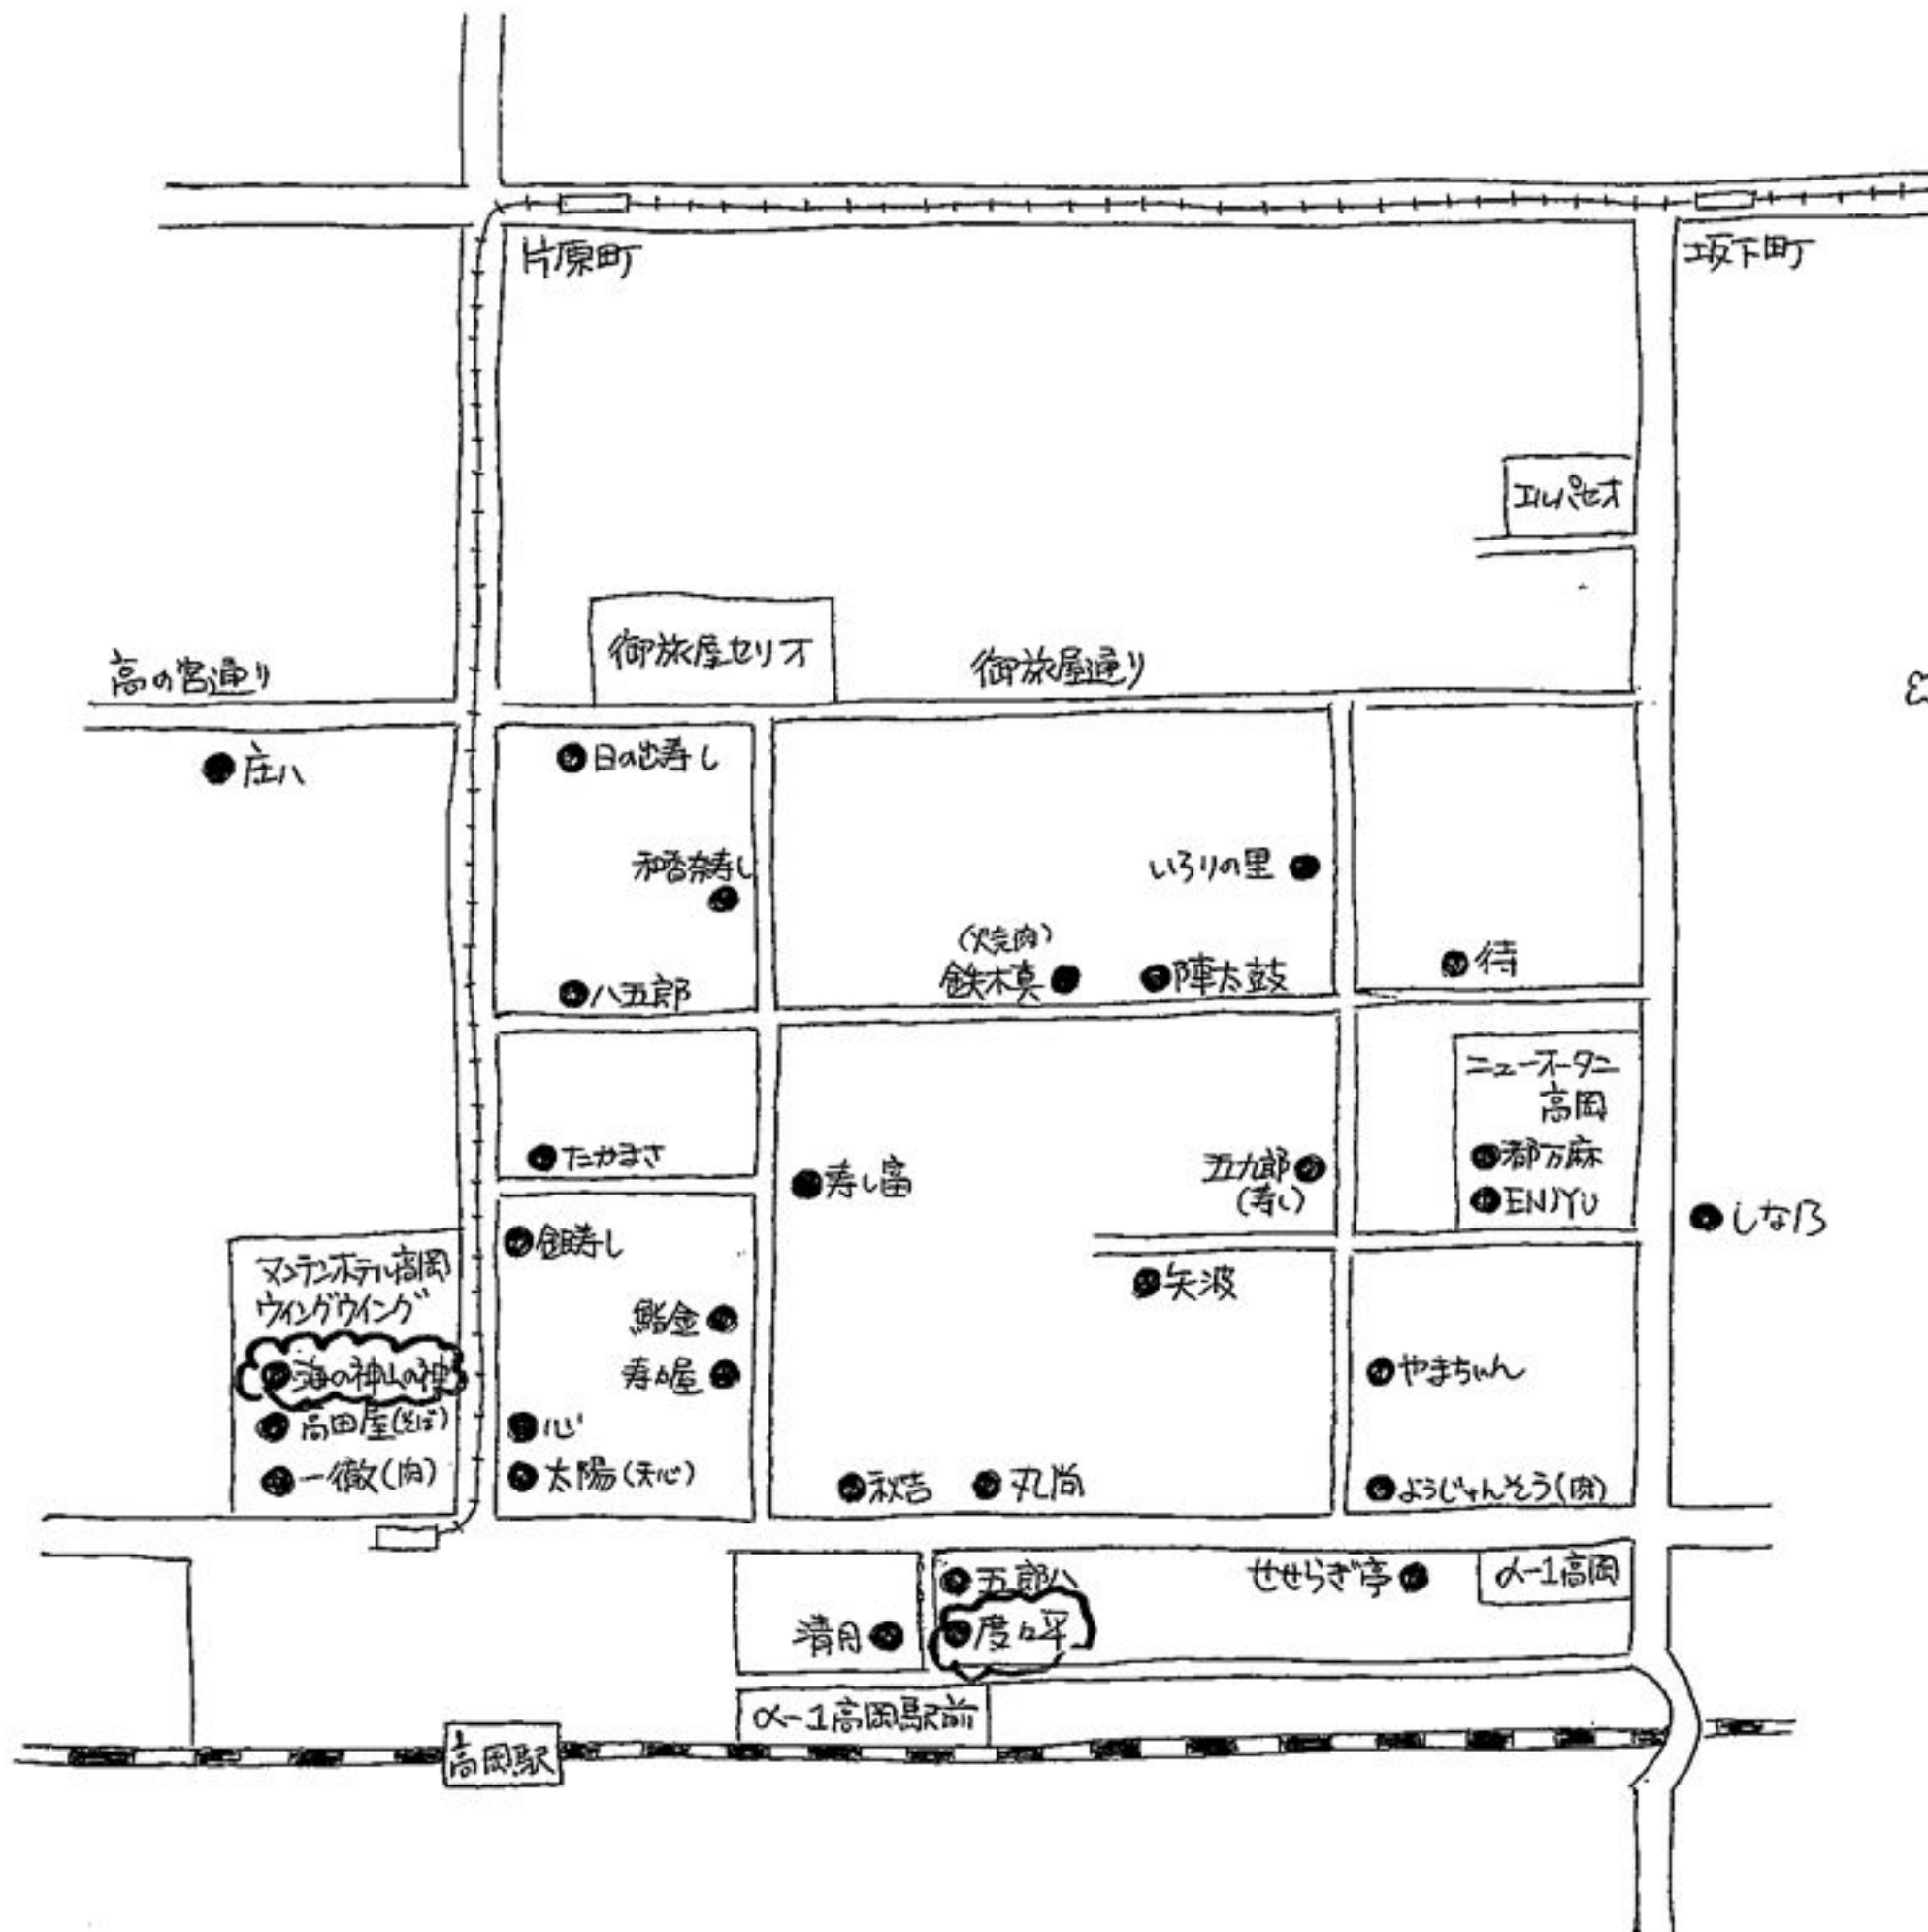 片原町
坂下町
エルパセオ
御旅屋セリオ
御旅屋通り
高の宮通り
庄八
日の出寿し
和香奈寿し
いろりの里
(焼肉)
鉄木真
陣太鼓
待
八五郎
ニューオータニ
高岡
都万麻
ENJYU
たかまさ
寿し富
五九郎
(寿し)
しな乃
金寿し
マンテンホテル高岡
ウイングウイング
鮨金
矢波
海の神山の神
寿が屋
やまちゃん
高田屋(そば)
心
一徹(肉)
太陽(天心)
秋吉
丸尚
ようじゃんそう(肉)
五郎八
せせらぎ亭
α-1高岡
清月
度々平
α-1高岡駅前
高岡駅